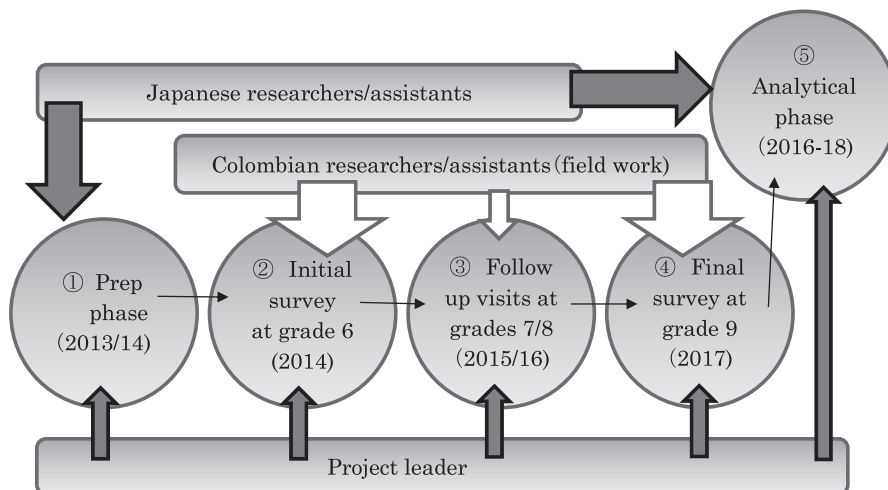 Japanese researchers/assistants
Colombian researchers/assistants(field work)
① Prep
phase
(2013/14)
② Initial
survey
at grade 6
(2014)
③ Follow
up visits at
grades 7/8
(2015/16)
④ Final
survey at
grade 9
(2017)
⑤
Analytical
phase
(2016-18)
Project leader